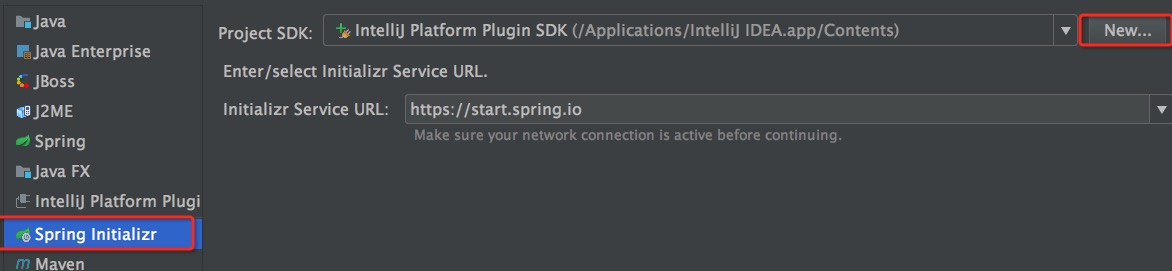 Java
Java Enterprise
JBoss
J2ME
Spring
Java FX
IntelliJ Platform Plugi
Spring Initializr
Maven
Project SDK: IntelliJ Platform Plugin SDK (/Applications/IntelliJ IDEA.app/Contents) New...
Enter/select Initializr Service URL.
Initializr Service URL: https://start.spring.io
Make sure your network connection is active before continuing.